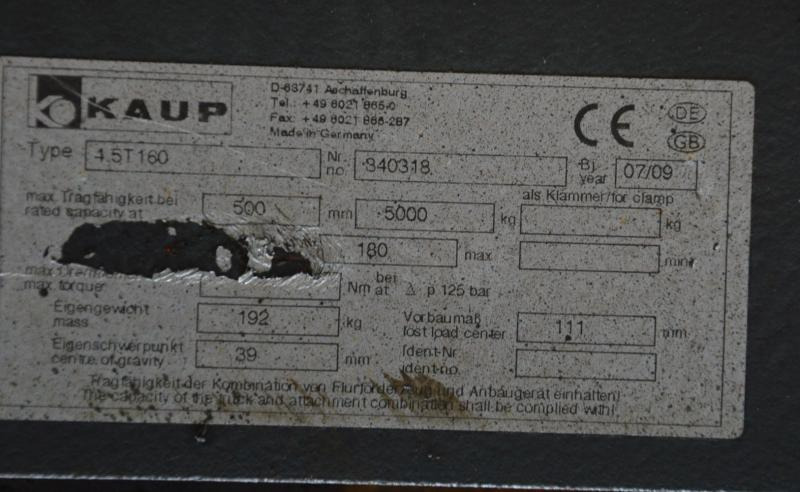 KAUP
D-63741 Aschaffenburg
Tel.: +49 6021 865-0
Fax: +49 6021 865-287
Made in Germany
CE
DE
GB
Type 4.5T160 Nr. no. 840318 Bj year 07/09
als Klammer/for clamp
max. Tragfähigkeit bei
rated capacity at 500 mm 5000 kg kg
180 max min
max.
max. torque Nm bei at Δ p 125 bar
Eigengewicht
mass 192 kg
Vorbaumaß
lost load center 111 mm
Eigenschwerpunkt
centre of gravity 39 mm
Ident-Nr.
ident-no.
Tragfähigkeit der Kombination von Flurförderzeug und Anbaugerät einhalten!
The capacity of the truck and attachment combination shall be complied with!